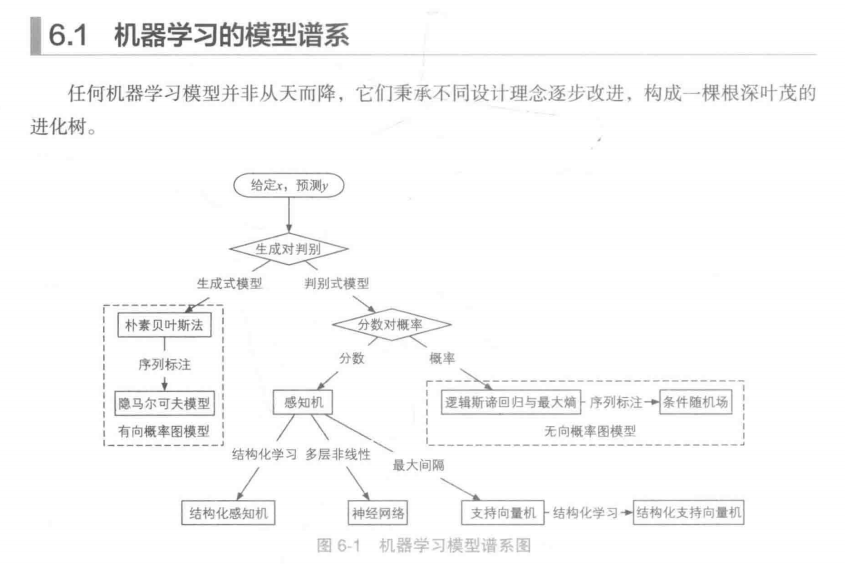 6.1 机器学习的模型谱系
任何机器学习模型并非从天而降，它们秉承不同设计理念逐步改进，构成一棵根深叶茂的
进化树。
给定x，预测y
生成对判别
生成式模型 判别式模型
朴素贝叶斯法 分数对概率
序列标注 分数 概率
隐马尔可夫模型 感知机 逻辑斯谛回归与最大熵 序列标注 条件随机场
有向概率图模型 无向概率图模型
结构化学习 多层非线性 最大间隔
结构化感知机 神经网络 支持向量机 结构化学习 结构化支持向量机
图 6-1 机器学习模型谱系图